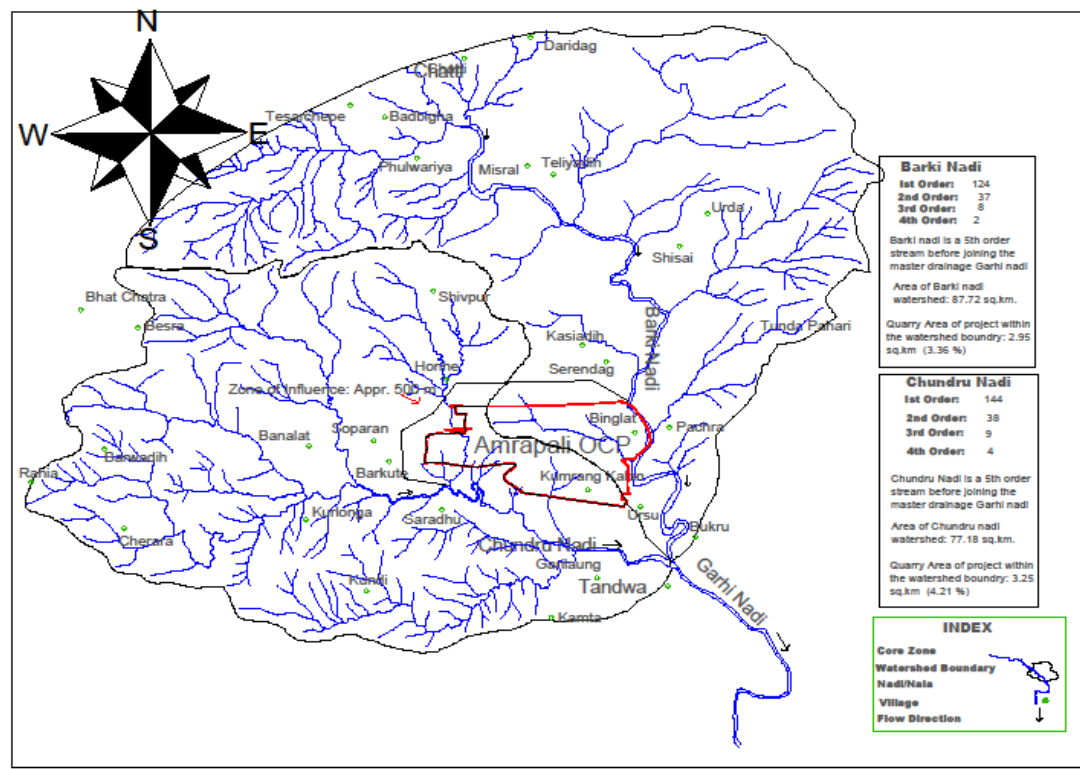 N
Daridag
Chatti
Tesarchepe
Badbigha
W
E
Phulwariya
Misral
Teliyadih
S
Urda
Shisai
Bhat Chatra
Shivpur
Besra
Barki Nadi
Tunda Pahari
Kasiadih
Honhe
Serendag
Zone of Influence: Appr. 500 m
Binglat
Soparan
Banalat
Pachra
Amrapali OCP
Barwadih
Rahia
Barkute
Kumrang Kalan
Kunonga
Saradhu
Ursu
Bukru
Cherara
Chundru Nadi
Ganlaung
Garhi Nadi
Kundi
Tandwa
Kamta
Barki Nadi
1st Order: 124
2nd Order: 37
3rd Order: 8
4th Order: 2
Barki nadi is a 5th order
stream before joining the
master drainage Garhi nadi
Area of Barki nadi
watershed: 87.72 sq.km.
Quarry Area of project within
the watershed boundry: 2.95
sq.km (3.36 %)
Chundru Nadi
1st Order: 144
2nd Order: 38
3rd Order: 9
4th Order: 4
Chundru Nadi is a 5th order
stream before joining the
master drainage Garhi nadi
Area of Chundru nadi
watershed: 77.18 sq.km.
Quarry Area of project within
the watershed boundry: 3.25
sq.km (4.21 %)
INDEX
Core Zone
Watershed Boundary
Nadi/Nala
Village
Flow Direction